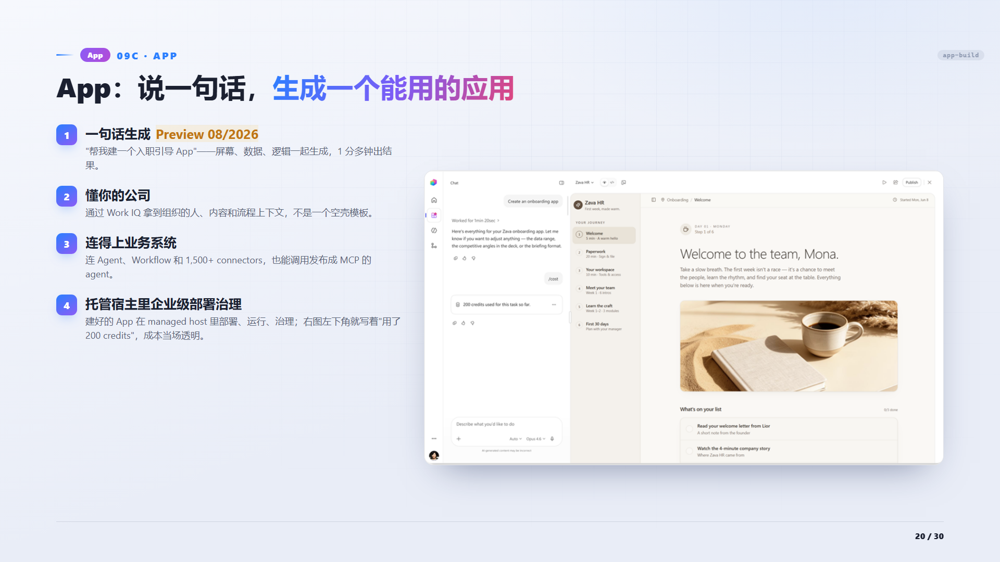 App
09C · APP
app-build
App：说一句话，生成一个能用的应用
1
一句话生成 Preview 08/2026
"帮我建一个入职引导 App"——屏幕、数据、逻辑一起生成，1 分多钟出结
果。
2
懂你的公司
通过 Work IQ 拿到组织的人、内容和流程上下文，不是一个空壳模板。
3
连得上业务系统
连 Agent、Workflow 和 1,500+ connectors，也能调用发布成 MCP 的
agent。
4
托管宿主里企业级部署治理
建好的 App 在 managed host 里部署、运行、治理；右图左下角就写着"用了
200 credits"，成本当场透明。
Chat
Create an onboarding app
Worked for 1min 20sec
Here's everything for your Zava onboarding app. Let me
know if you want to adjust anything — the data range,
the competitive angles in the deck, or the briefing format.
/cost
200 credits used for this task so far.
Describe what you'd like to do
Auto
Opus 4.6
AI-generated content may be incorrect
Zava HR
Publish
Zava HR
First week, made warm.
YOUR JOURNEY
1
Welcome
5 min · A warm hello
2
Paperwork
20 min · Sign & file
3
Your workspace
10 min · Tools & access
4
Meet your team
Week 1 · 6 intros
5
Learn the craft
Week 1–2 · 3 modules
6
First 30 days
Plan with your manager
Onboarding / Welcome
Started Mon, Jun 8
DAY 01 · MONDAY
Step 1 of 6
Welcome to the team, Mona.
Take a slow breath. The first week isn't a race — it's a chance to meet
the people, learn the rhythm, and find your seat at the table. Everything
below is here when you're ready.
What's on your list
0/3 done
Read your welcome letter from Lior
A short note from the founder
Watch the 4-minute company story
Where Zava HR came from
20 / 30